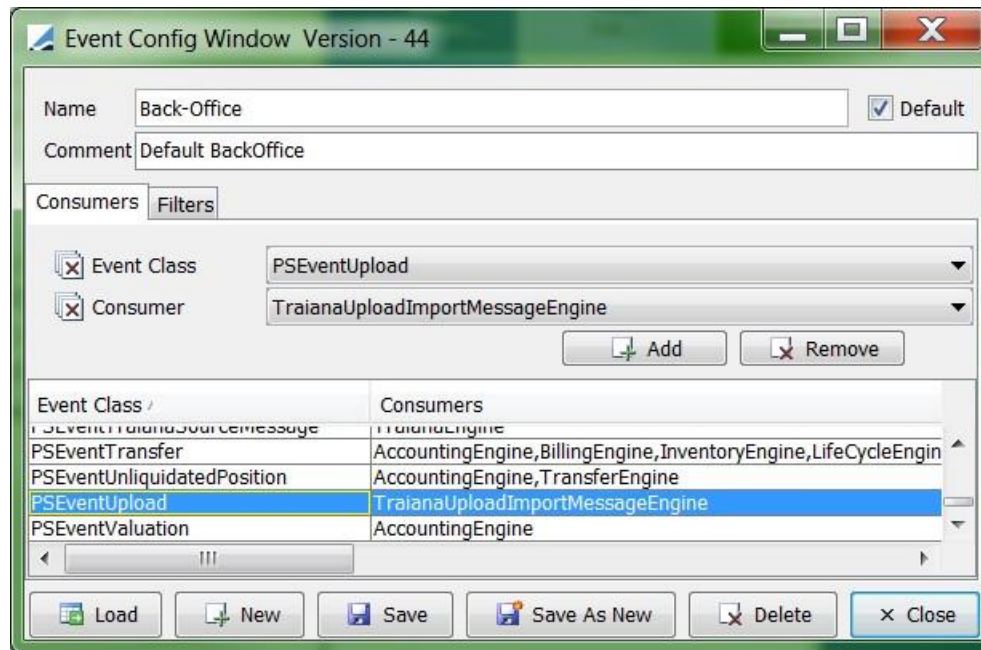 Event Config Window Version - 44
Name Back-Office Default
Comment Default BackOffice
Consumers Filters
Event Class PSEventUpload
Consumer TraianaUploadImportMessageEngine
Add Remove
Event Class Consumers
PSEventTraianaSourceMessage TraianaEngine
PSEventTransfer AccountingEngine,BillingEngine,InventoryEngine,LifeCycleEngin
PSEventUnliquidatedPosition AccountingEngine,TransferEngine
PSEventUpload TraianaUploadImportMessageEngine
PSEventValuation AccountingEngine
Load New Save Save As New Delete Close